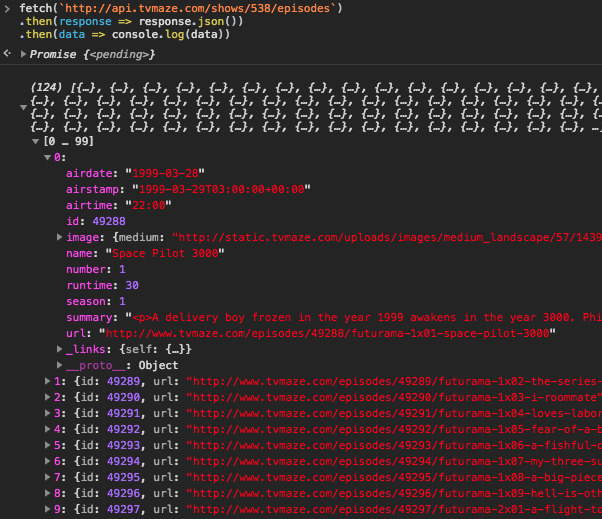 > fetch(`http://api.tvmaze.com/shows/538/episodes`)
.then(response => response.json())
.then(data => console.log(data))
Promise {<pending>}
(124) [{…}, {…}, {…}, {…}, {…}, {…}, {…}, {…}, {…}, {…}, {…}, {…}, {…}, {…}, {…}, {…},
{…}, {…}, {…}, {…}, {…}, {…}, {…}, {…}, {…}, {…}, {…}, {…}, {…}, {…}, {…}, {…}, {…},
{…}, {…}, {…}, {…}, {…}, {…}, {…}, {…}, {…}, {…}, {…}, {…}, {…}, {…}, {…}, {…}, {…},
{…}, {…}, {…}, {…}, {…}, {…}, {…}, {…}, {…}, {…}, {…}, {…}, {…}, {…}, {…}, {…}, {…}, …]
[0 … 99]
0:
airdate: "1999-03-28"
airstamp: "1999-03-29T03:00:00+00:00"
airtime: "22:00"
id: 49288
image: {medium: "http://static.tvmaze.com/uploads/images/medium_landscape/57/1439
name: "Space Pilot 3000"
number: 1
runtime: 30
season: 1
summary: "<p>A delivery boy frozen in the year 1999 awakens in the year 3000. Phi
url: "http://www.tvmaze.com/episodes/49288/futurama-1x01-space-pilot-3000"
_links: {self: {…}}
__proto__: Object
1: {id: 49289, url: "http://www.tvmaze.com/episodes/49289/futurama-1x02-the-series-
2: {id: 49290, url: "http://www.tvmaze.com/episodes/49290/futurama-1x03-i-roommate"
3: {id: 49291, url: "http://www.tvmaze.com/episodes/49291/futurama-1x04-loves-labor
4: {id: 49292, url: "http://www.tvmaze.com/episodes/49292/futurama-1x05-fear-of-a-b
5: {id: 49293, url: "http://www.tvmaze.com/episodes/49293/futurama-1x06-a-fishful-o
6: {id: 49294, url: "http://www.tvmaze.com/episodes/49294/futurama-1x07-my-three-su
7: {id: 49295, url: "http://www.tvmaze.com/episodes/49295/futurama-1x08-a-big-piece
8: {id: 49296, url: "http://www.tvmaze.com/episodes/49296/futurama-1x09-hell-is-oth
9: {id: 49297, url: "http://www.tvmaze.com/episodes/49297/futurama-2x01-a-flight-to